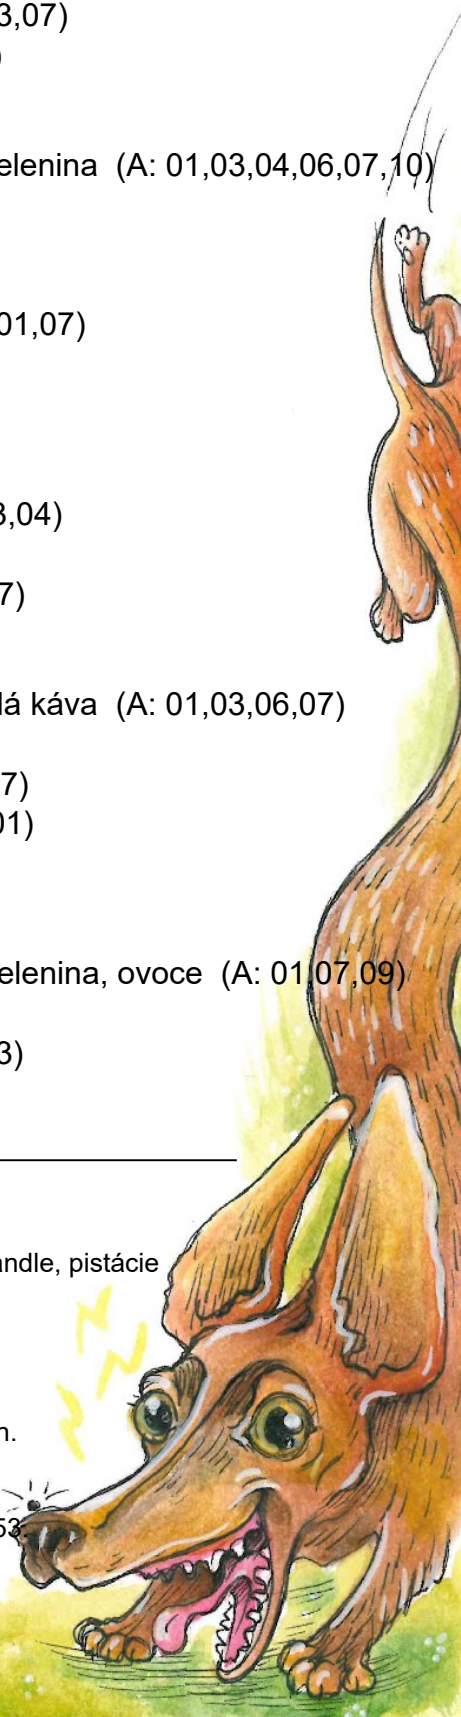 3,07)
)
elenina (A: 01,03,04,06,07,10)
01,07)
3,04)
7)
lá káva (A: 01,03,06,07)
7)
01)
elenina, ovoce (A: 01,07,09)
3)
andle, pistácie
h.
53.